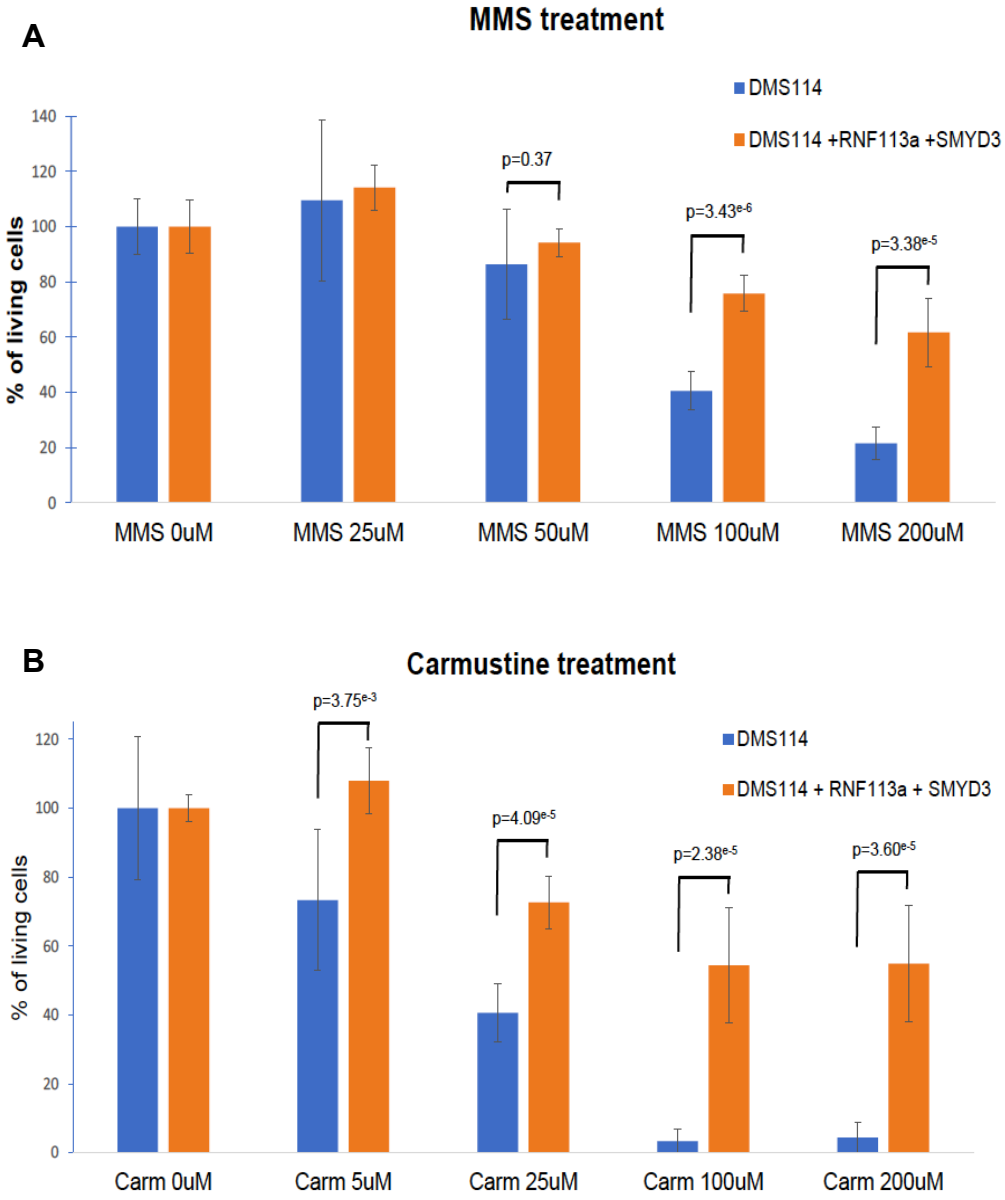 A
MMS treatment
DMS114
DMS114 +RNF113a +SMYD3
% of living cells
140
120
100
80
60
40
20
0
p=0.37
p=3.43e-6
p=3.38e-5
MMS 0uM MMS 25uM MMS 50uM MMS 100uM MMS 200uM
B
Carmustine treatment
DMS114
DMS114 + RNF113a + SMYD3
% of living cells
120
100
80
60
40
20
0
p=3.75e-3
p=4.09e-5
p=2.38e-5
p=3.60e-5
Carm 0uM Carm 5uM Carm 25uM Carm 100uM Carm 200uM